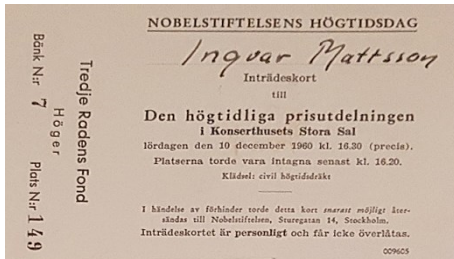 NOBELSTIFTELSENS HÖGTIDSDAG
Ingvar Mattsson
Inträdeskort
till
Den högtidliga prisutdelningen
i Konserthusets Stora Sal
lördagen den 10 december 1960 kl. 16.30 (precis).
Platserna torde vara intagna senast kl. 16.20.
Klädsel: civil högtidsdräkt
I händelse av förhinder torde detta kort snarast möjligt åter-
sändas till Nobelstiftelsen, Sturegatan 14, Stockholm.
Inträdeskortet är personligt och får icke överlåtas.
009605
Tredje Radens Fond
Höger
Bänk N:r 7 Plats N:r 149